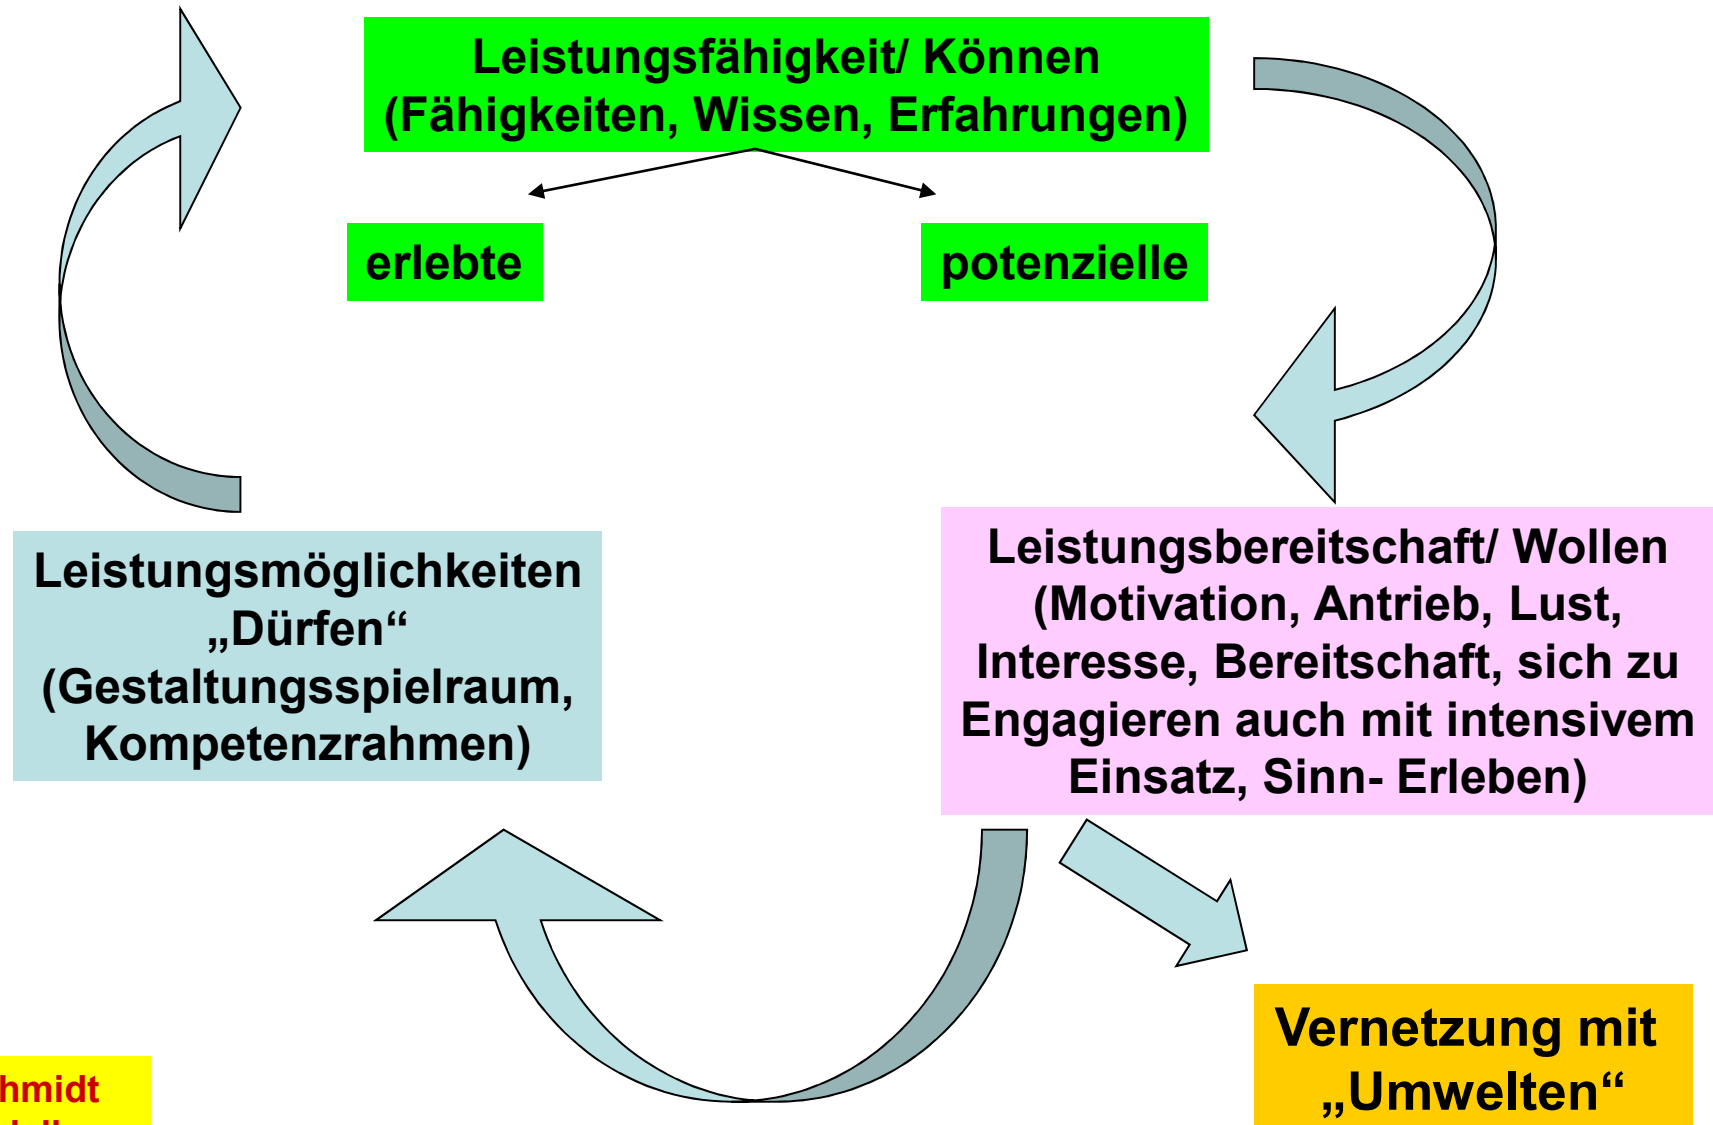 Leistungsfähigkeit/ Können
(Fähigkeiten, Wissen, Erfahrungen)
erlebte
potenzielle
Leistungsmöglichkeiten
„Dürfen“
(Gestaltungsspielraum,
Kompetenzrahmen)
Leistungsbereitschaft/ Wollen
(Motivation, Antrieb, Lust,
Interesse, Bereitschaft, sich zu
Engagieren auch mit intensivem
Einsatz, Sinn- Erleben)
Vernetzung mit
„Umwelten“
hmidt